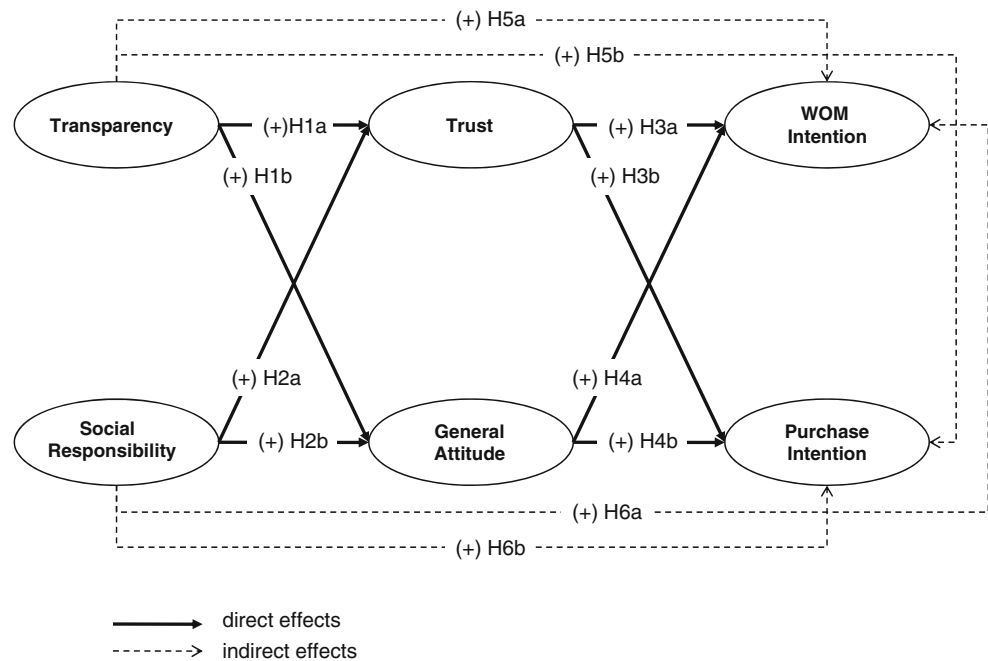 (+) H5a
(+) H5b
Transparency
(+)H1a
Trust
(+) H3a
WOM
Intention
(+) H1b
(+) H3b
(+) H2a
(+) H4a
Social
Responsibility
(+) H2b
General
Attitude
(+) H4b
Purchase
Intention
(+) H6a
(+) H6b
direct effects
indirect effects